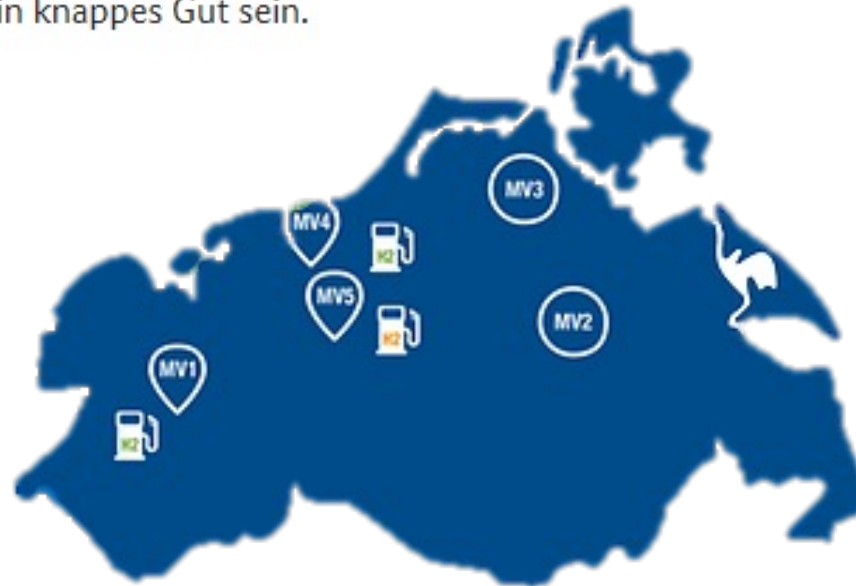 in knappes Gut sein.
MV3
MV4
H2
MV5
H2
MV2
MV1
H2